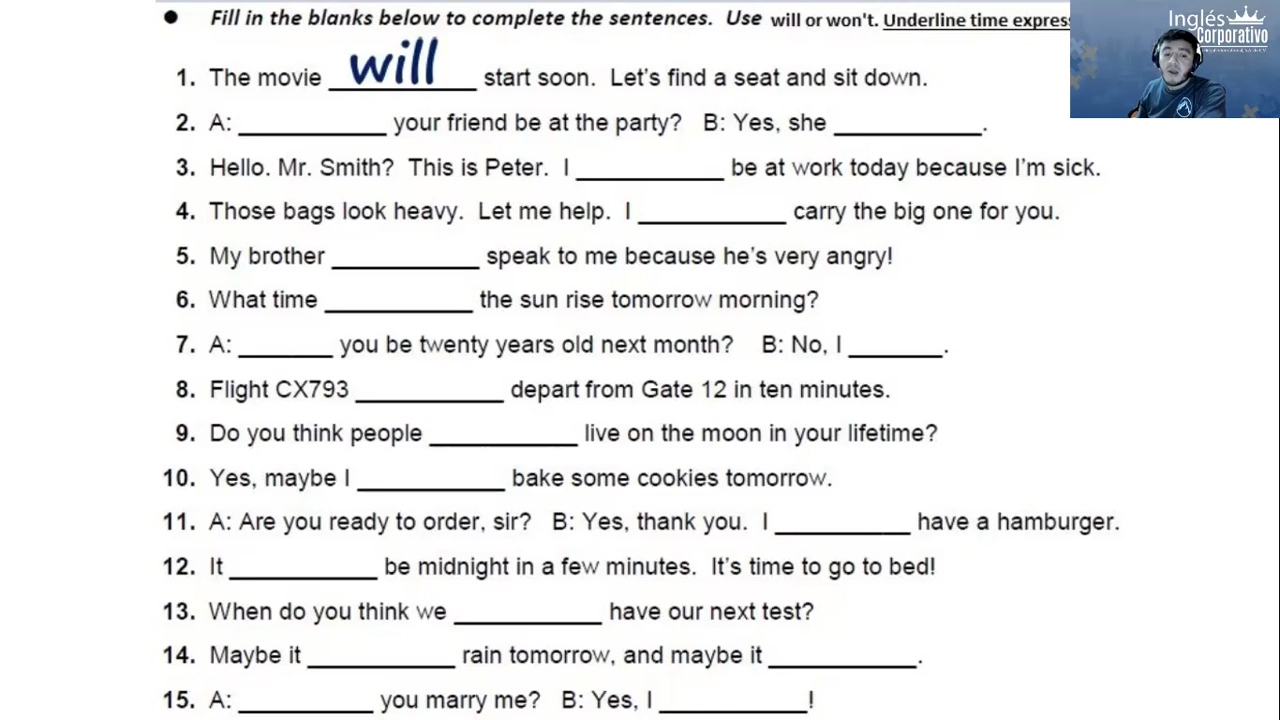 ● Fill in the blanks below to complete the sentences. Use will or won't. Underline time expres
1. The movie will start soon. Let's find a seat and sit down.
2. A: ___________ your friend be at the party? B: Yes, she ___________.
3. Hello. Mr. Smith? This is Peter. I ___________ be at work today because I'm sick.
4. Those bags look heavy. Let me help. I ___________ carry the big one for you.
5. My brother ___________ speak to me because he's very angry!
6. What time ___________ the sun rise tomorrow morning?
7. A: _______ you be twenty years old next month? B: No, I _______.
8. Flight CX793 ___________ depart from Gate 12 in ten minutes.
9. Do you think people ___________ live on the moon in your lifetime?
10. Yes, maybe I ___________ bake some cookies tomorrow.
11. A: Are you ready to order, sir? B: Yes, thank you. I __________ have a hamburger.
12. It ___________ be midnight in a few minutes. It's time to go to bed!
13. When do you think we ___________ have our next test?
14. Maybe it ___________ rain tomorrow, and maybe it ___________.
15. A: __________ you marry me? B: Yes, I ___________!
Inglés
Corporativo